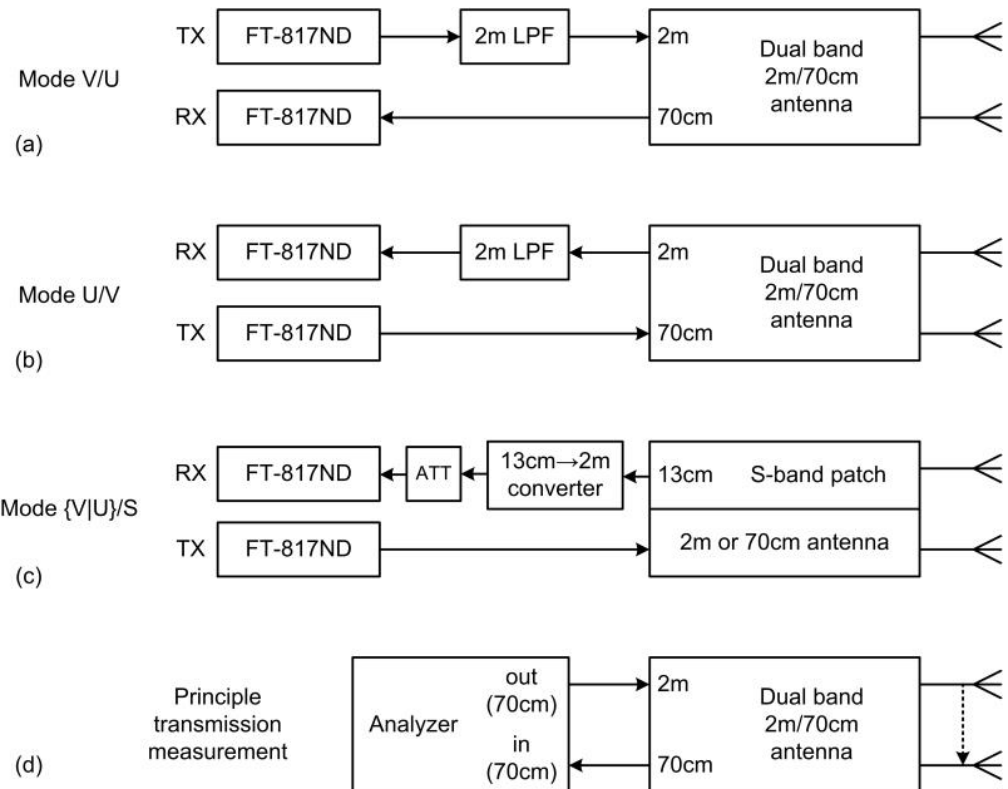 TX FT-817ND 2m LPF 2m Dual band
2m/70cm
antenna
Mode V/U
RX FT-817ND 70cm
(a)
RX FT-817ND 2m LPF 2m Dual band
2m/70cm
antenna
Mode U/V
TX FT-817ND 70cm
(b)
RX FT-817ND ATT 13cm→2m
converter
13cm S-band patch
Mode {V|U}/S
TX FT-817ND 2m or 70cm antenna
(c)
Principle
transmission
measurement
Analyzer
out
(70cm)
in
(70cm)
2m
70cm
Dual band
2m/70cm
antenna
(d)